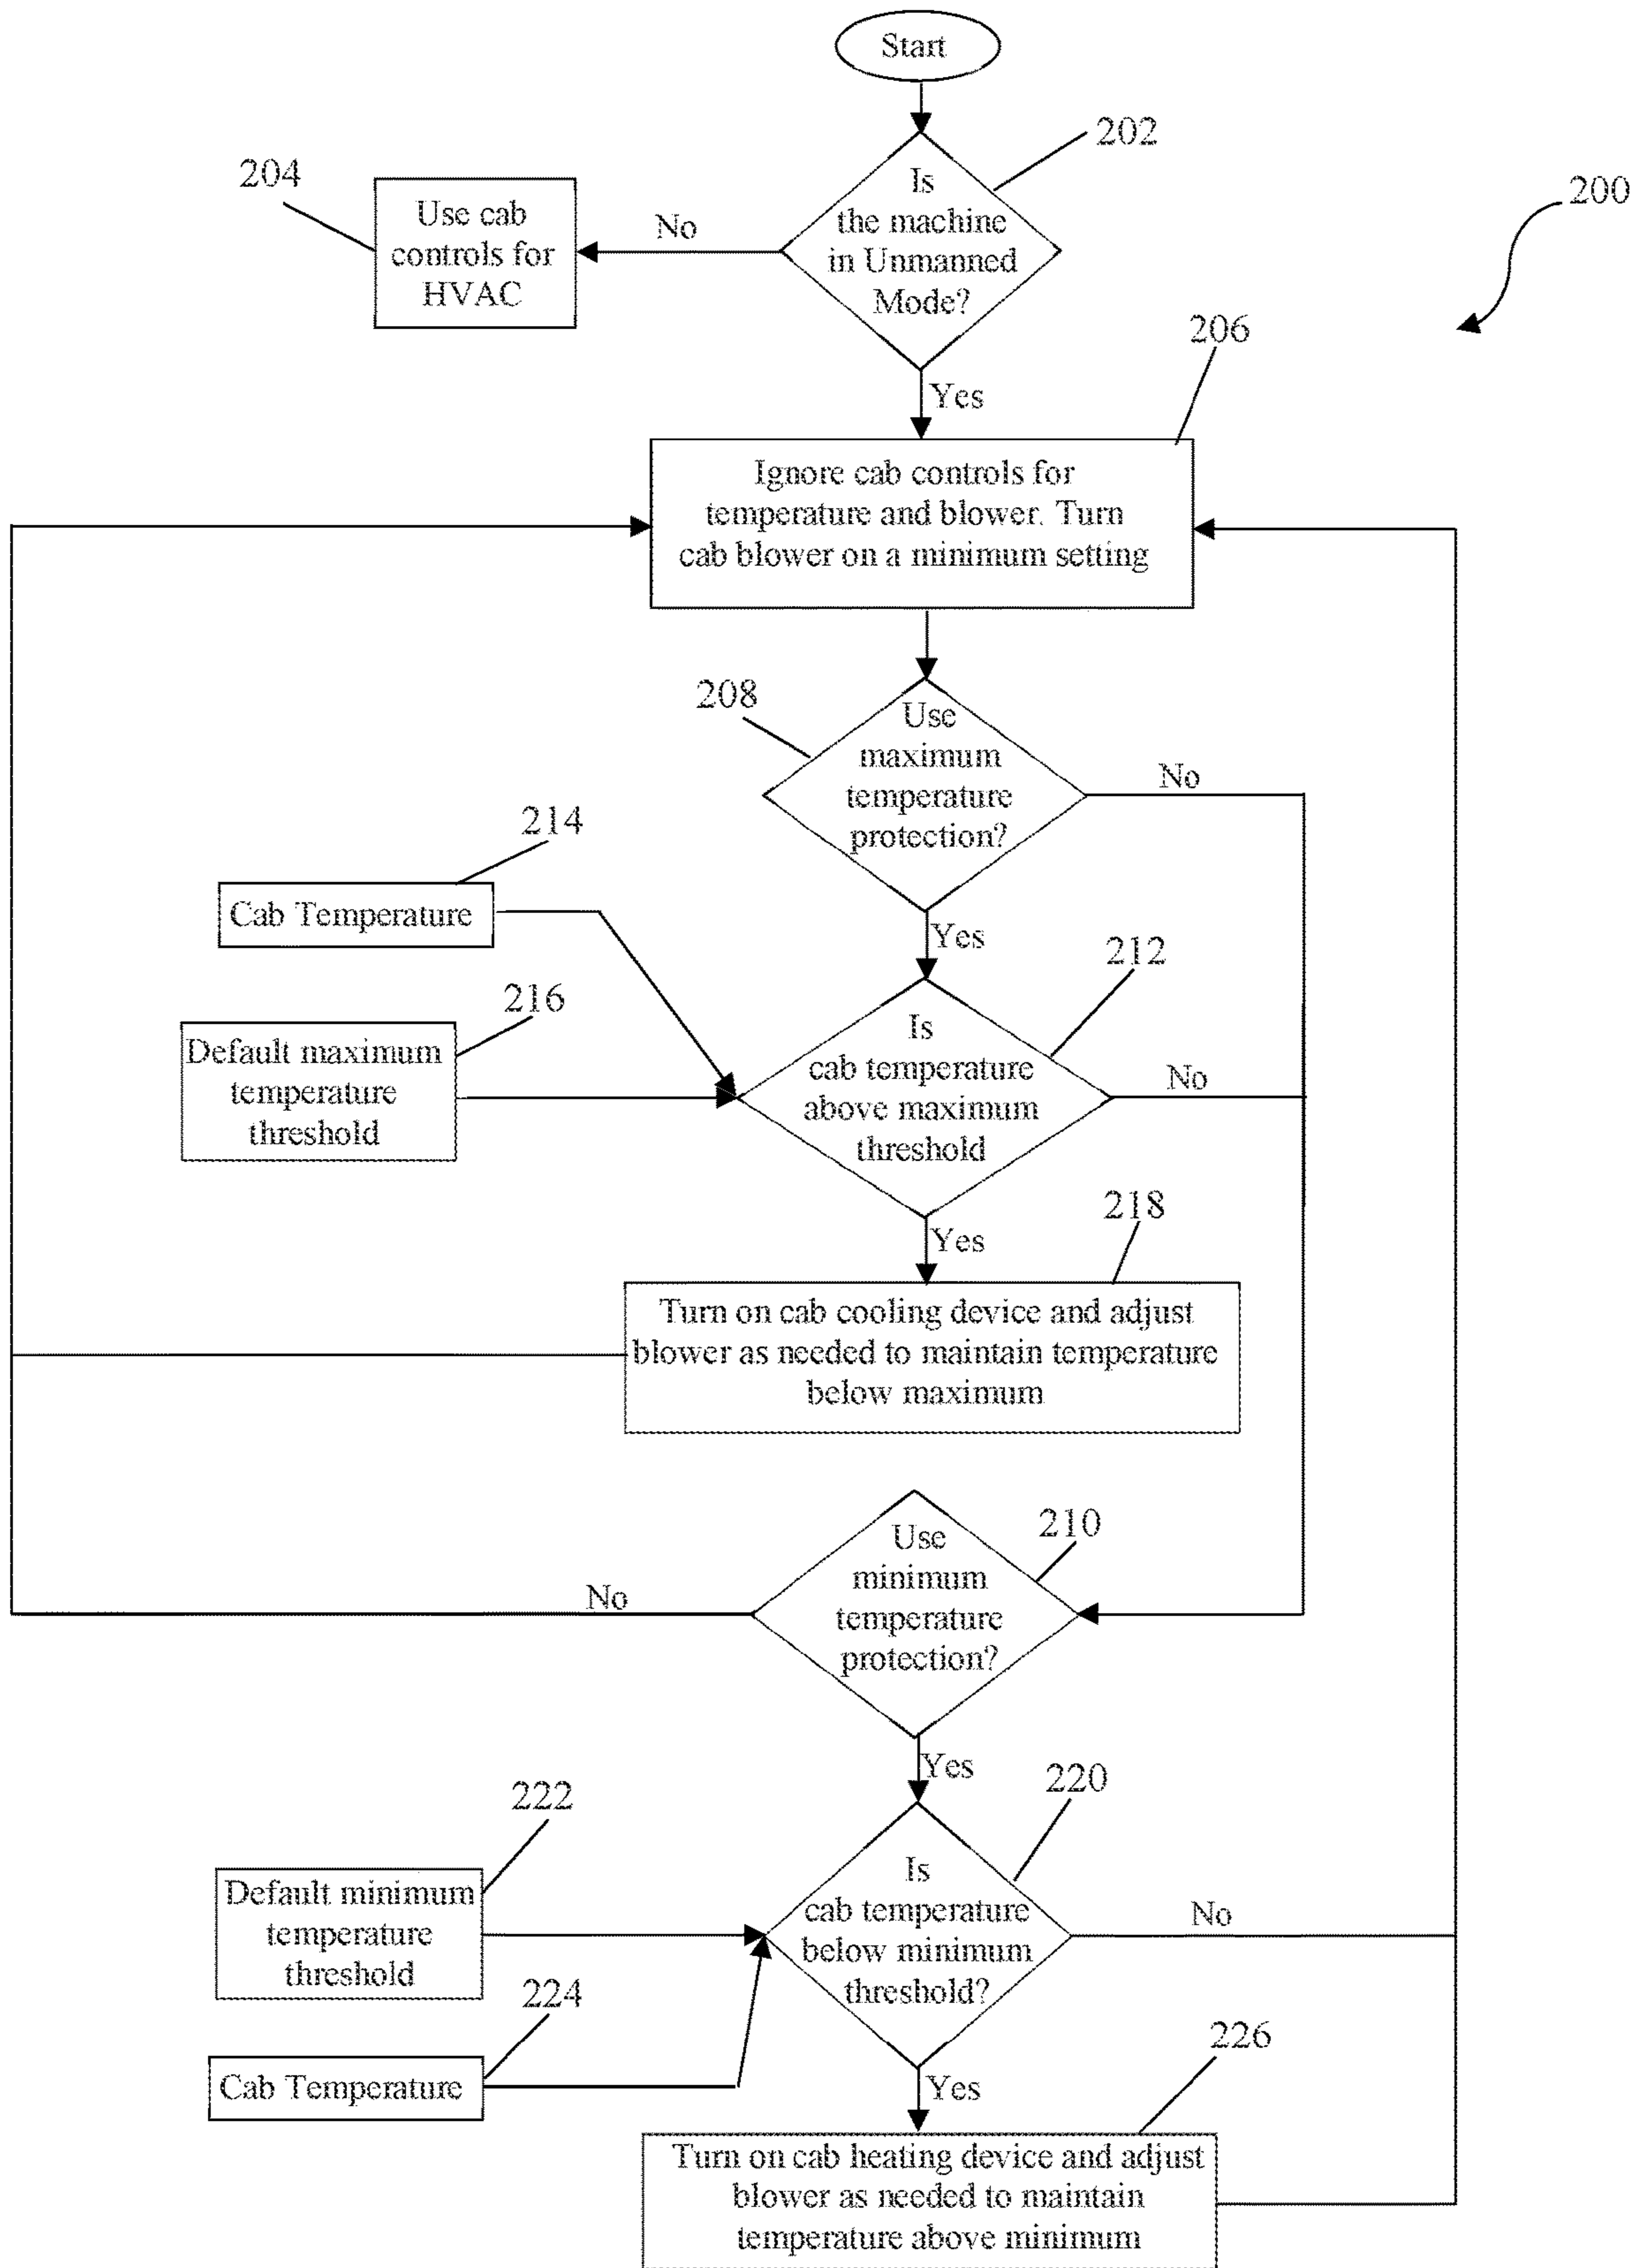 Start
202
Is
the machine
in Unmanned
Mode?
200
204
Use cab
controls for
HVAC
No
Yes
206
Ignore cab controls for
temperature and blower. Turn
cab blower on a minimum setting
208
Use
maximum
temperature
protection?
No
214
Cab Temperature
Yes
212
216
Default maximum
temperature
threshold
Is
cab temperature
above maximum
threshold
No
Yes
218
Turn on cab cooling device and adjust
blower as needed to maintain temperature
below maximum
210
Use
minimum
temperature
protection?
No
Yes
220
222
Default minimum
temperature
threshold
Is
cab temperature
below minimum
threshold?
No
224
Cab Temperature
Yes
226
Turn on cab heating device and adjust
blower as needed to maintain
temperature above minimum